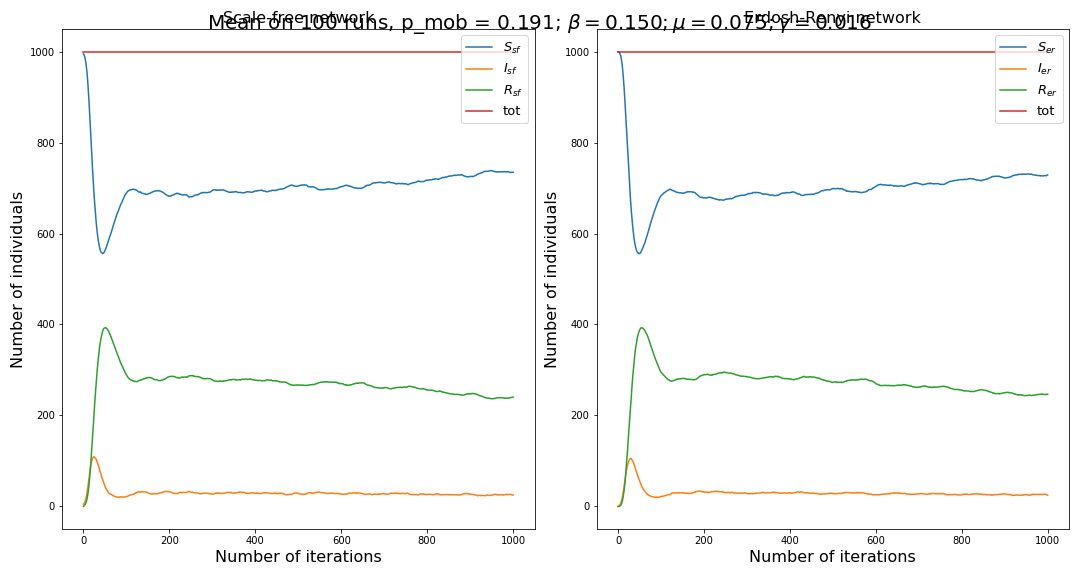 Mean on 100 runs, p_mob = 0.191; β = 0.150; μ = 0.075; γ = 0.016
Scale-free network
Number of individuals
1000
800
600
400
200
0
S_sf
I_sf
R_sf
tot
0 200 400 600 800 1000
Number of iterations
Erdosh-Renyi network
Number of individuals
1000
800
600
400
200
0
S_er
I_er
R_er
tot
0 200 400 600 800 1000
Number of iterations